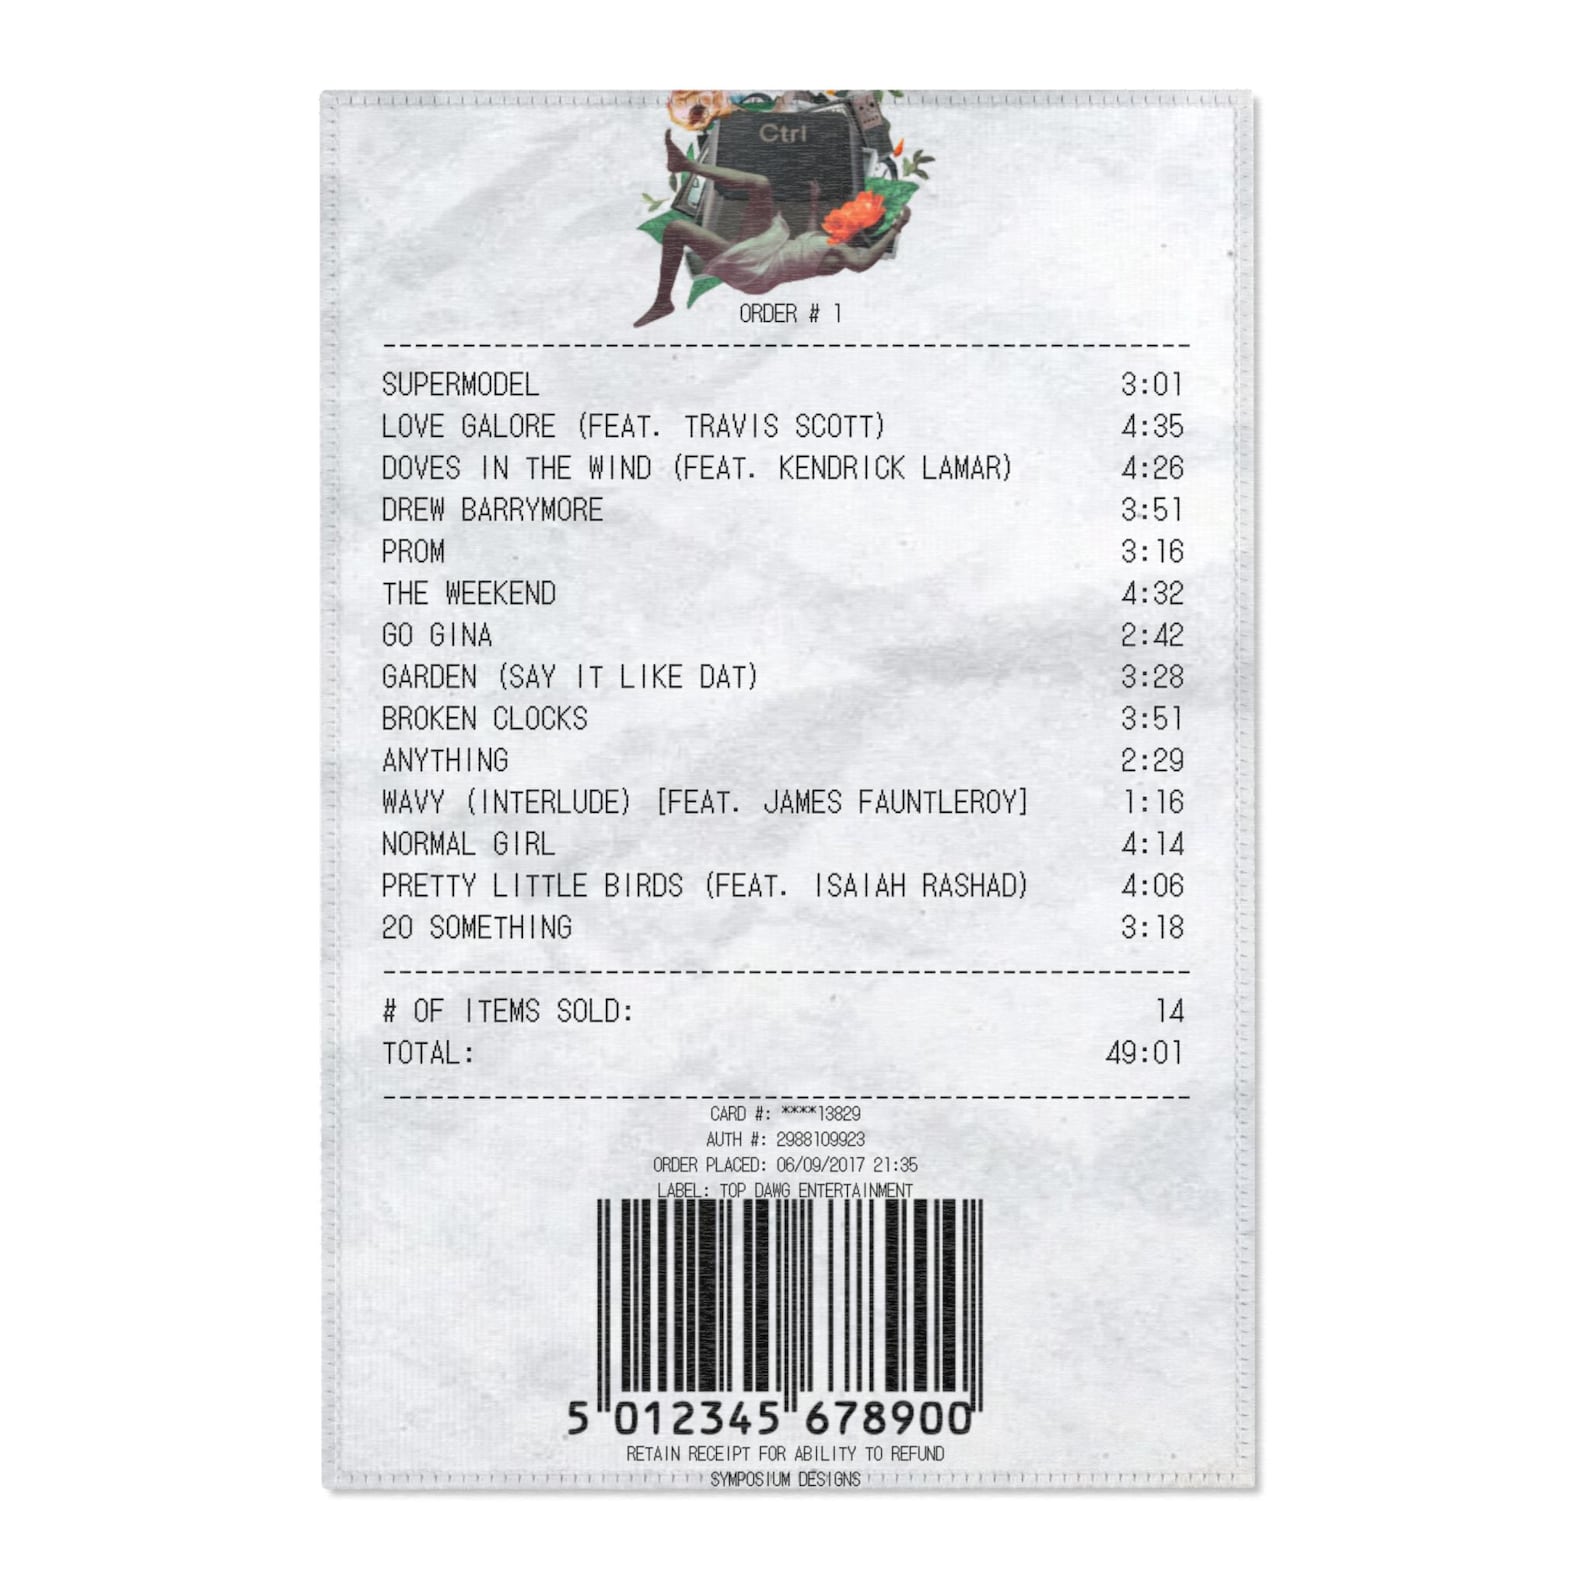 Ctrl
ORDER # 1
SUPERMODEL 3:01
LOVE GALORE (FEAT. TRAVIS SCOTT) 4:35
DOVES IN THE WIND (FEAT. KENDRICK LAMAR) 4:26
DREW BARRYMORE 3:51
PROM 3:16
THE WEEKEND 4:32
GO GINA 2:42
GARDEN (SAY IT LIKE DAT) 3:28
BROKEN CLOCKS 3:51
ANYTHING 2:29
WAVY (INTERLUDE) [FEAT. JAMES FAUNTLEROY] 1:16
NORMAL GIRL 4:14
PRETTY LITTLE BIRDS (FEAT. ISAIAH RASHAD) 4:06
20 SOMETHING 3:18
# OF ITEMS SOLD: 14
TOTAL: 49:01
CARD #: ****13829
AUTH #: 2988109923
ORDER PLACED: 06/09/2017 21:35
LABEL: TOP DAWG ENTERTAINMENT
5 012345 678900
RETAIN RECEIPT FOR ABILITY TO REFUND
SYMPOSIUM DESIGNS